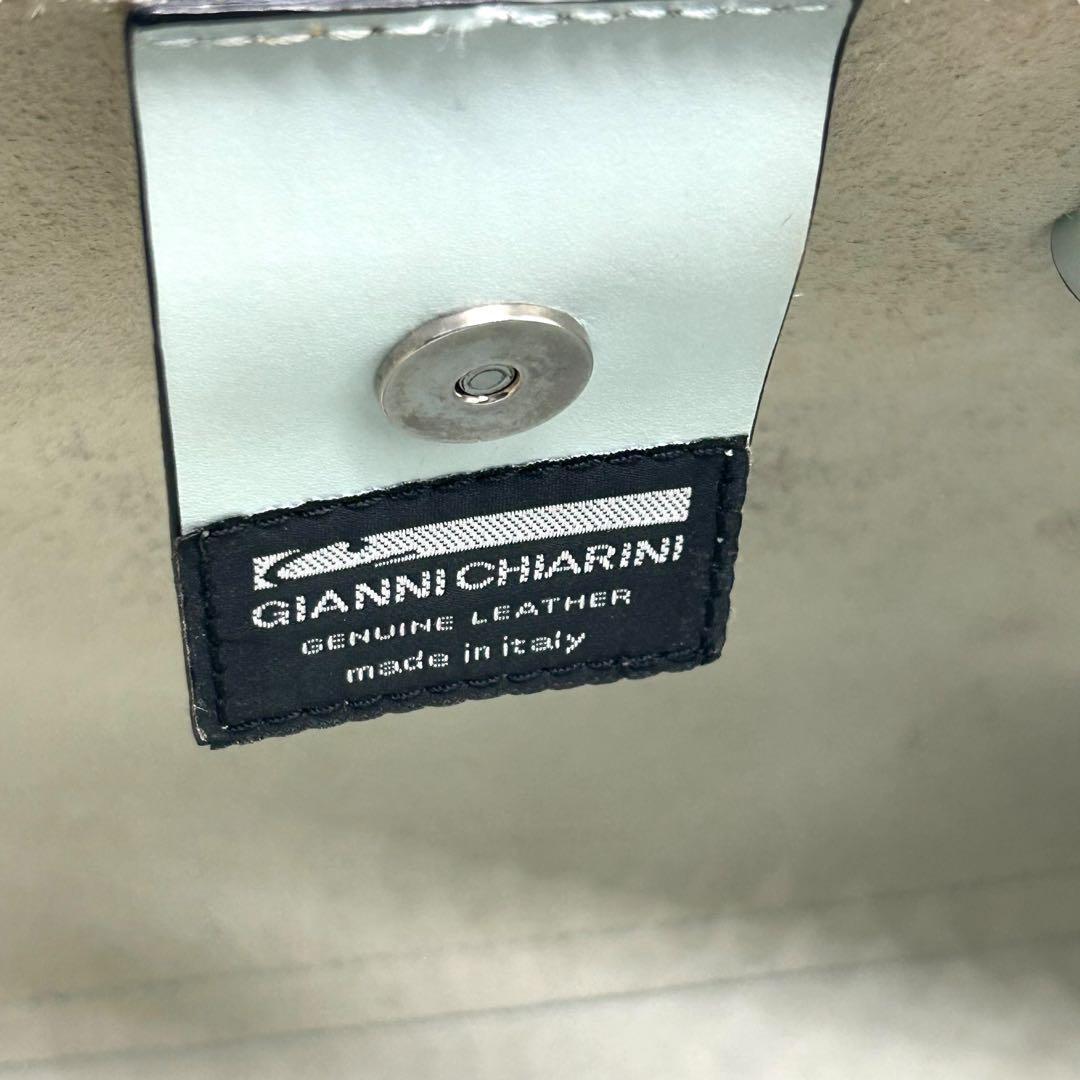 GIANNI CHIARINI
GENUINE LEATHER
made in italy